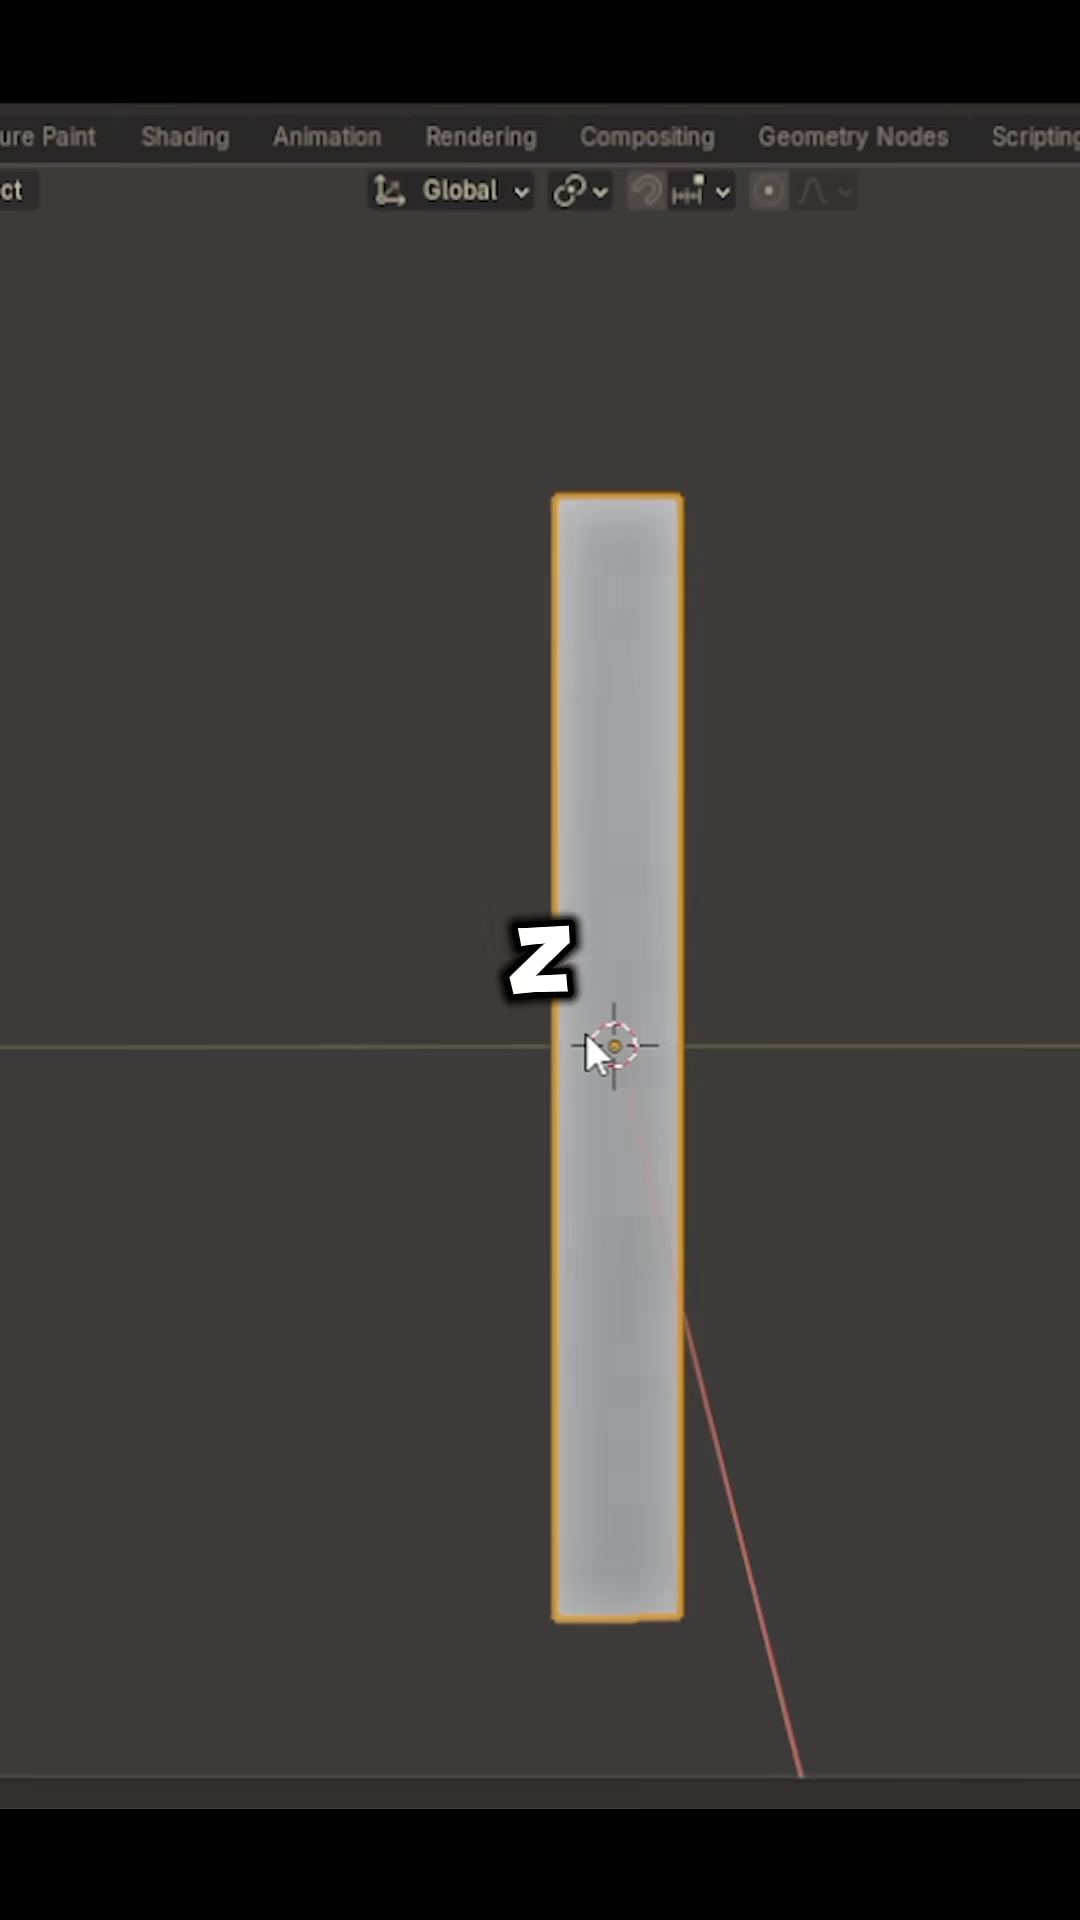 ure Paint Shading Animation Rendering Compositing Geometry Nodes Scripting
ct Global
Z